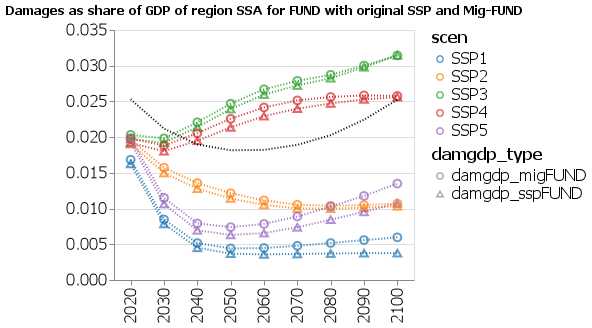 Damages as share of GDP of region SSA for FUND with original SSP and Mig-FUND
0.035
0.030
0.025
0.020
0.015
0.010
0.005
0.000
2020
2030
2040
2050
2060
2070
2080
2090
2100
scen
SSP1
SSP2
SSP3
SSP4
SSP5
damgdp_type
damgdp_migFUND
damgdp_sspFUND